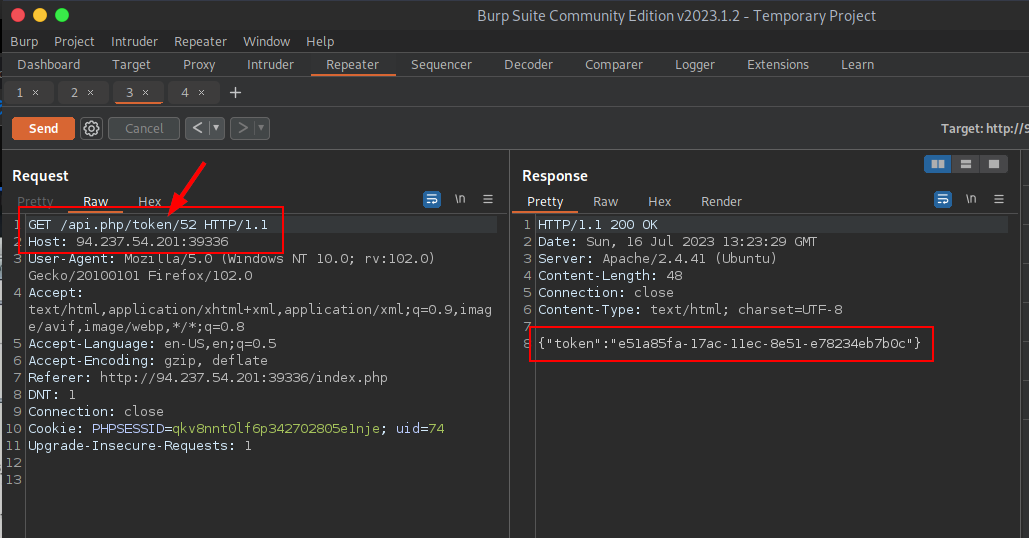 Burp Suite Community Edition v2023.1.2 - Temporary Project
Burp Project Intruder Repeater Window Help
Dashboard Target Proxy Intruder Repeater Sequencer Decoder Comparer Logger Extensions Learn
1 × 2 × 3 × 4 × +
Send Cancel < >
Target: http://9
Request
Pretty Raw Hex
\n
1 GET /api.php/token/52 HTTP/1.1
2 Host: 94.237.54.201:39336
3 User-Agent: Mozilla/5.0 (Windows NT 10.0; rv:102.0)
Gecko/20100101 Firefox/102.0
4 Accept:
text/html,application/xhtml+xml,application/xml;q=0.9,imag
e/avif,image/webp,*/*;q=0.8
5 Accept-Language: en-US,en;q=0.5
6 Accept-Encoding: gzip, deflate
7 Referer: http://94.237.54.201:39336/index.php
8 DNT: 1
9 Connection: close
10 Cookie: PHPSESSID=qkv8nnt0lf6p342702805e1nje; uid=74
11 Upgrade-Insecure-Requests: 1
12
13
Response
Pretty Raw Hex Render
\n
1 HTTP/1.1 200 OK
2 Date: Sun, 16 Jul 2023 13:23:29 GMT
3 Server: Apache/2.4.41 (Ubuntu)
4 Content-Length: 48
5 Connection: close
6 Content-Type: text/html; charset=UTF-8
7
8 {"token":"e51a85fa-17ac-11ec-8e51-e78234eb7b0c"}